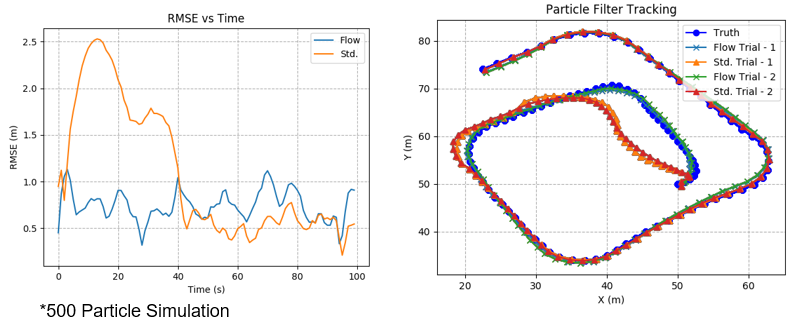 RMSE vs Time
Flow
Std.
2.5
2.0
1.5
1.0
0.5
RMSE (m)
0
20
40
60
80
100
Time (s)
*500 Particle Simulation
Particle Filter Tracking
Truth
Flow Trial - 1
Std. Trial - 1
Flow Trial - 2
Std. Trial - 2
80
70
60
50
40
Y (m)
20
30
40
50
60
X (m)